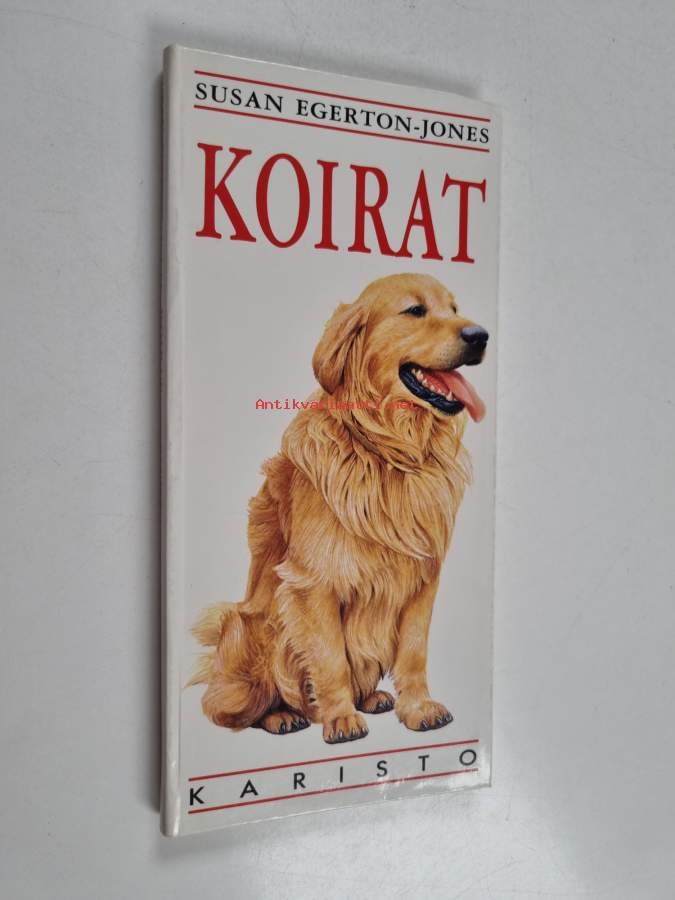 SUSAN EGERTON-JONES
KOIRAT
Antikvariaatti.net
KARISTO